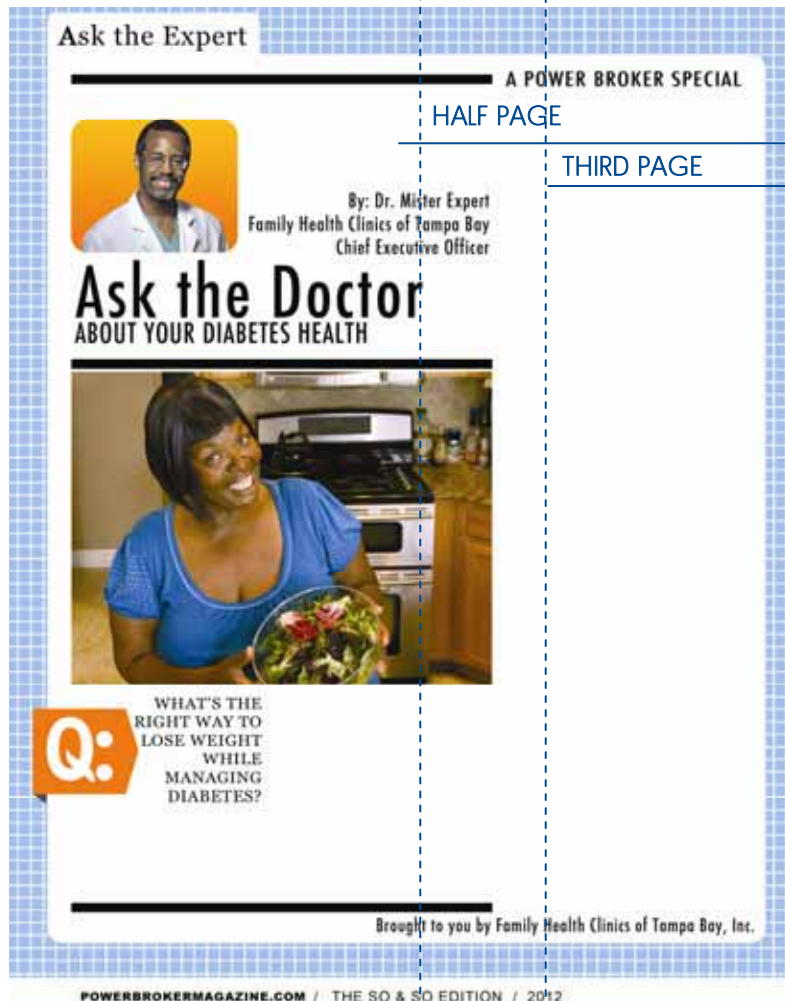 Ask the Expert
A POWER BROKER SPECIAL
HALF PAGE
THIRD PAGE
By: Dr. Mister Expert
Family Health Clinics of Tampa Bay
Chief Executive Officer
Ask the Doctor
ABOUT YOUR DIABETES HEALTH
Q:
WHAT'S THE
RIGHT WAY TO
LOSE WEIGHT
WHILE
MANAGING
DIABETES?
Brought to you by Family Health Clinics of Tampa Bay, Inc.
POWERBROKERMAGAZINE.COM / THE SO & SO EDITION / 2012